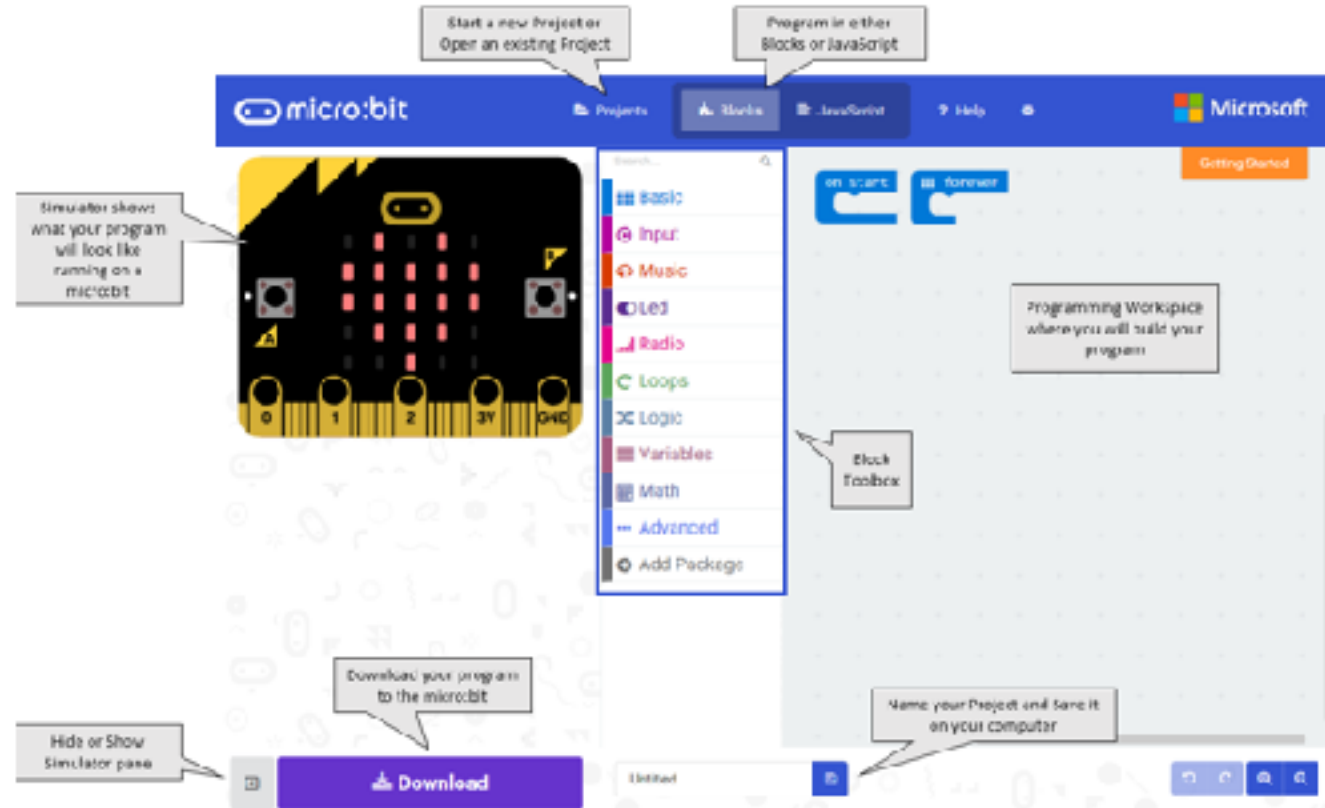 Start a new Project or
Open an existing Project
Program in either
Blocks or JavaScript
micro:bit
Projects
Blocks
JavaScript
? Help
Microsoft
Search...
Getting Started
Simulator shows
what your program
will look like
running on a
micro:bit
B
A
0
1
2
3V
GND
Basic
Input
Music
Led
Radio
Loops
Logic
Variables
Math
Advanced
Add Package
on start
forever
Programming Workspace
where you will build your
program
Block
Toolbox
Download your program
to the micro:bit
Name your Project and Save it
on your computer
Hide or Show
Simulator pane
Download
Untitled